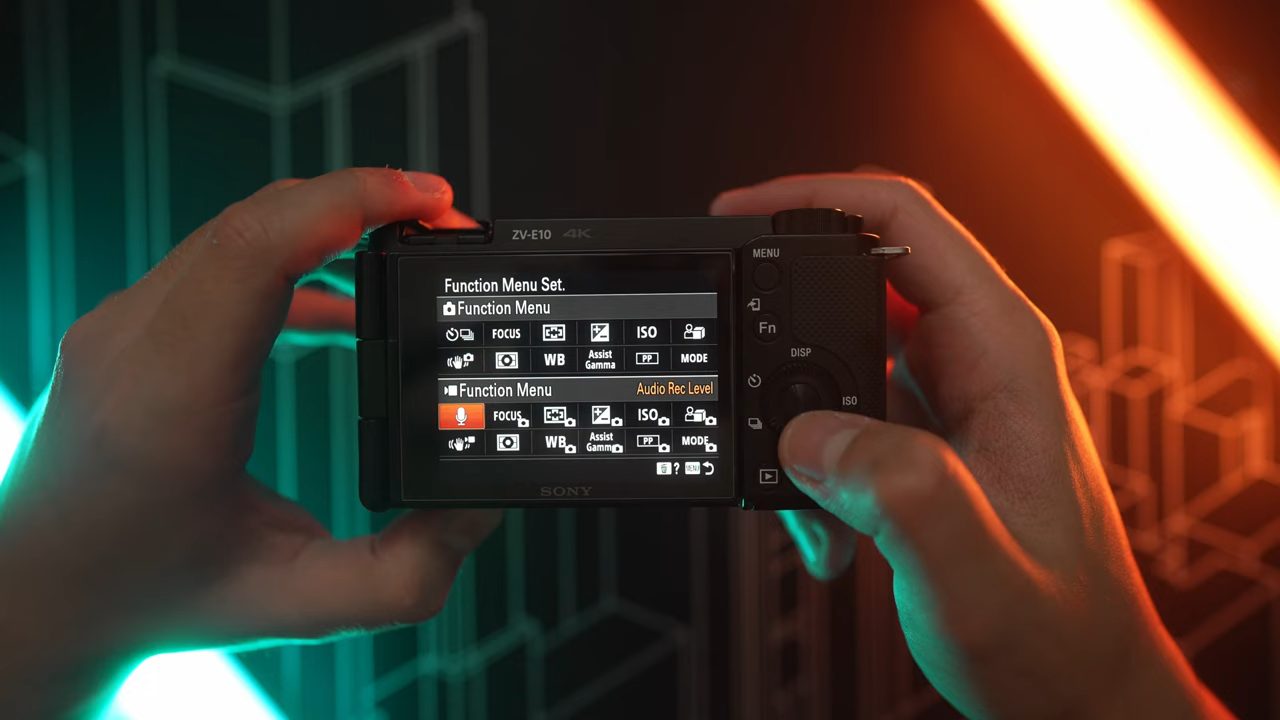 ZV-E10 4K
MENU
Function Menu Set.
Function Menu
FOCUS ISO
WB Assist Gamma PP MODE
Function Menu Audio Rec Level
FOCUS ISO
WB Assist Gamma PP MODE
? MENU
SONY
Fn
DISP
ISO